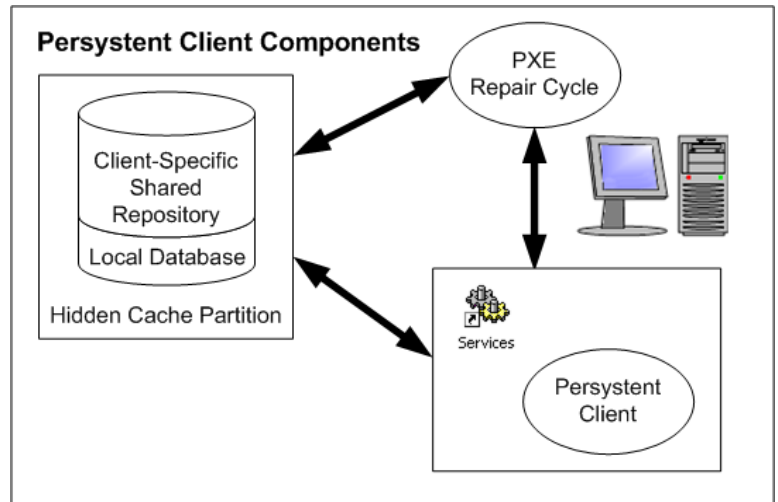 Persystent Client Components
PXE
Repair Cycle
Client-Specific
Shared
Repository
Local Database
Hidden Cache Partition
Services
Persystent
Client